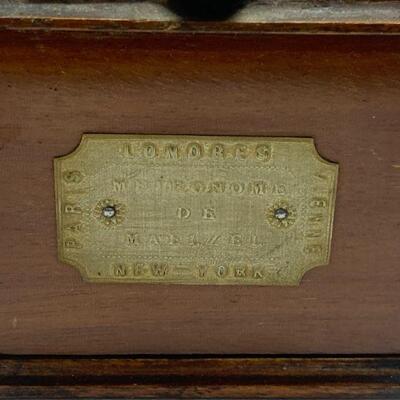 LONDRES
PARIS
METRONOME
DE
MAELZEL
VIENNE
NEW-YORK